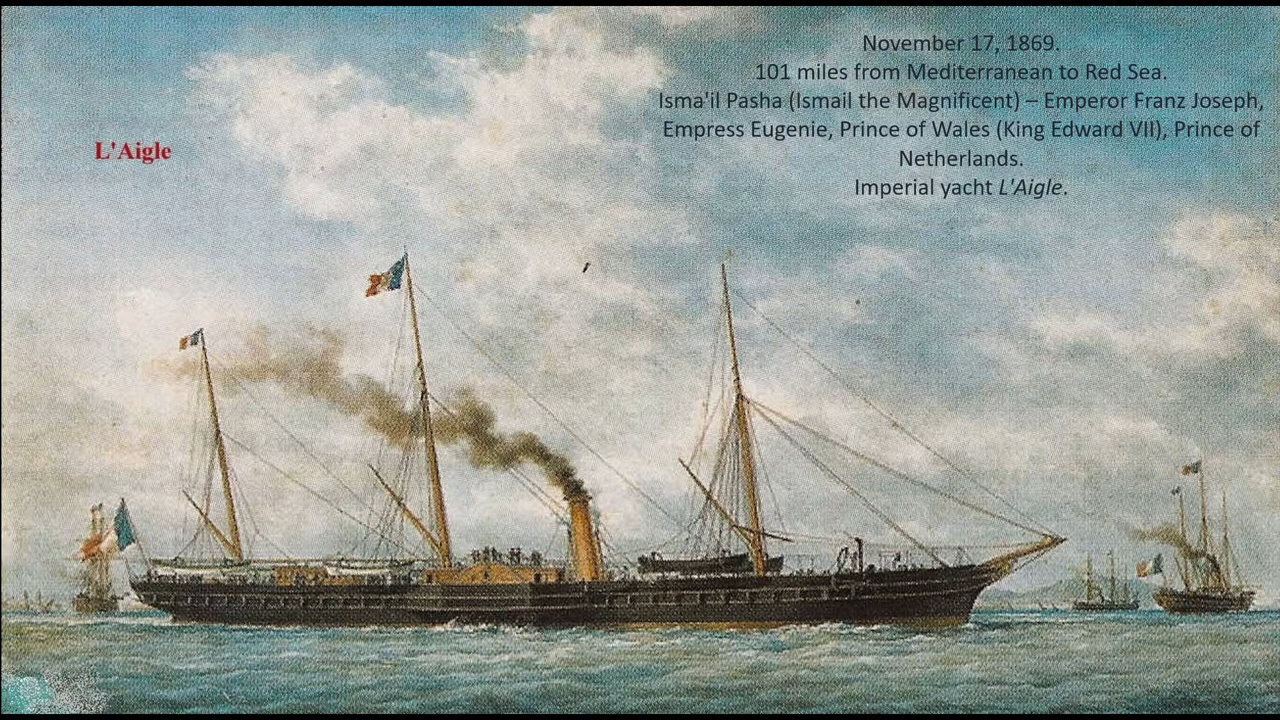 November 17, 1869.
101 miles from Mediterranean to Red Sea.
Isma'il Pasha (Ismail the Magnificent) – Emperor Franz Joseph,
Empress Eugenie, Prince of Wales (King Edward VII), Prince of
Netherlands.
Imperial yacht L'Aigle.
L'Aigle